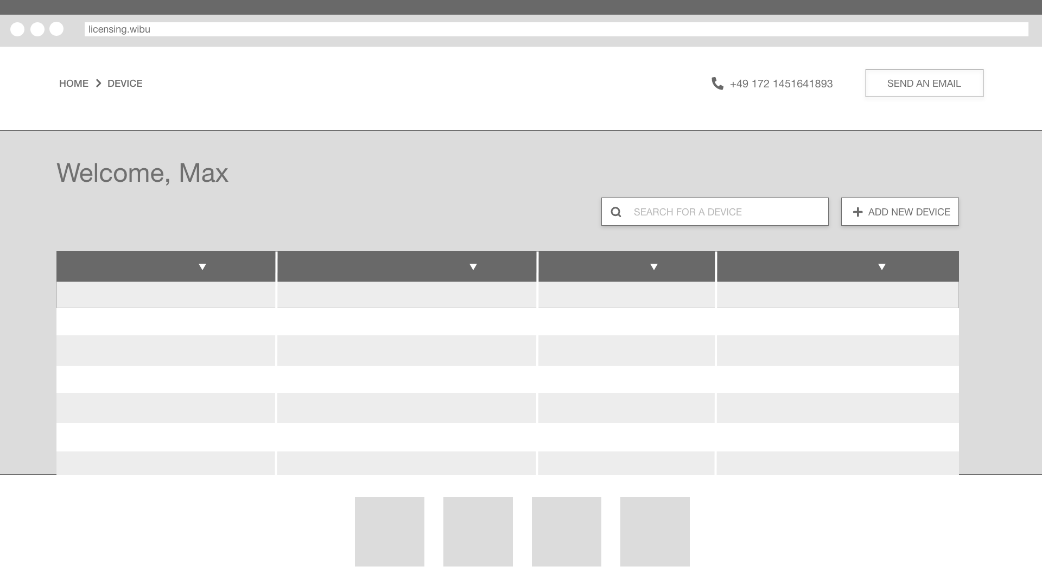 licensing.wibu
HOME > DEVICE
+49 172 1451641893
SEND AN EMAIL
Welcome, Max
SEARCH FOR A DEVICE
+ ADD NEW DEVICE